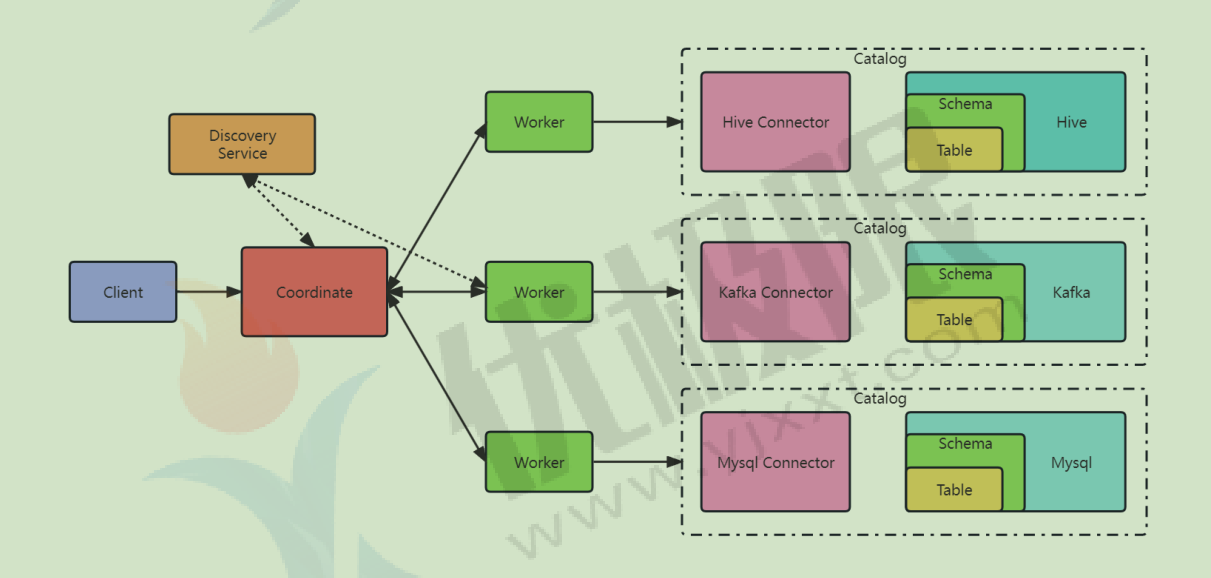 Catalog
Hive Connector
Schema
Table
Hive
Discovery
Service
Worker
Client
Coordinate
Worker
Catalog
Kafka Connector
Schema
Table
Kafka
Worker
Catalog
Mysql Connector
Schema
Table
Mysql
优极限
www.yjxxt.com